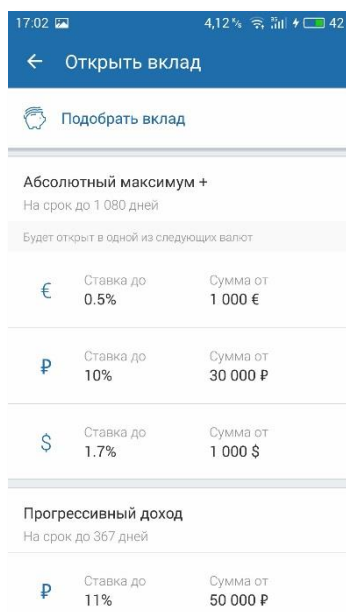 17:02 4,12 ᴷ/s 42
Открыть вклад
Подобрать вклад
Абсолютный максимум +
На срок до 1 080 дней
Будет открыт в одной из следующих валют
€ Ставка до Сумма от
0.5% 1 000 €
₽ Ставка до Сумма от
10% 30 000 ₽
$ Ставка до Сумма от
1.7% 1 000 $
Прогрессивный доход
На срок до 367 дней
₽ Ставка до Сумма от
11% 50 000 ₽